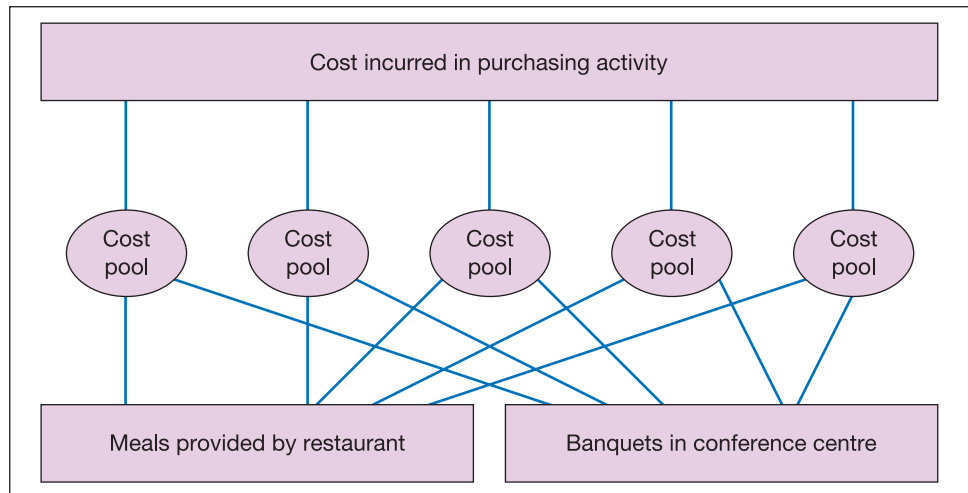 Cost incurred in purchasing activity
Cost
pool
Cost
pool
Cost
pool
Cost
pool
Cost
pool
Meals provided by restaurant
Banquets in conference centre